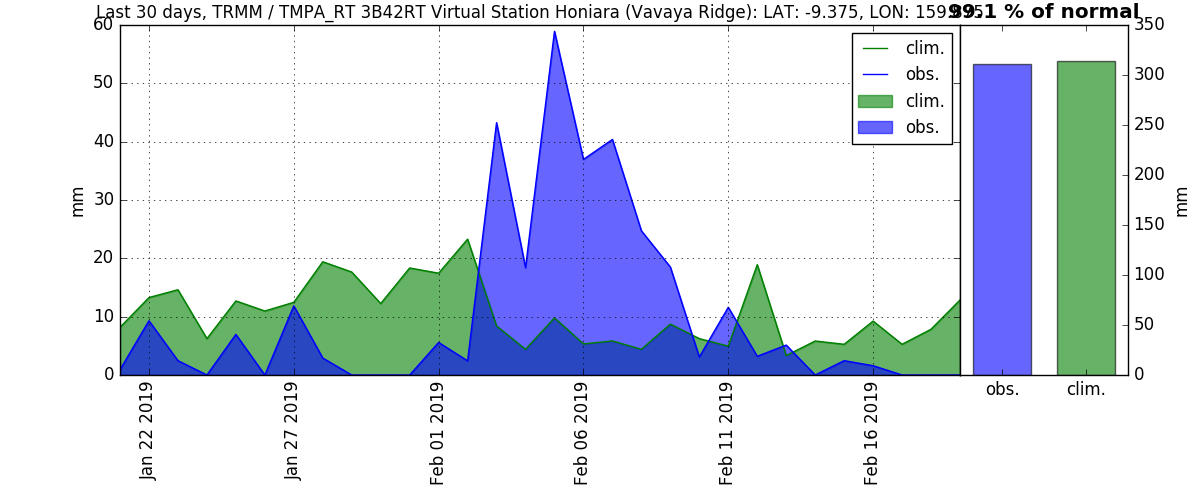 Last 30 days, TRMM / TMPA_RT 3B42RT Virtual Station Honiara (Vavaya Ridge): LAT: -9.375, LON:
99.1 % of normal
60
50
40
30
20
10
0
mm
clim.
obs.
clim.
obs.
350
300
250
200
150
100
50
0
mm
obs.
clim.
Jan 22 2019
Jan 27 2019
Feb 01 2019
Feb 06 2019
Feb 11 2019
Feb 16 2019